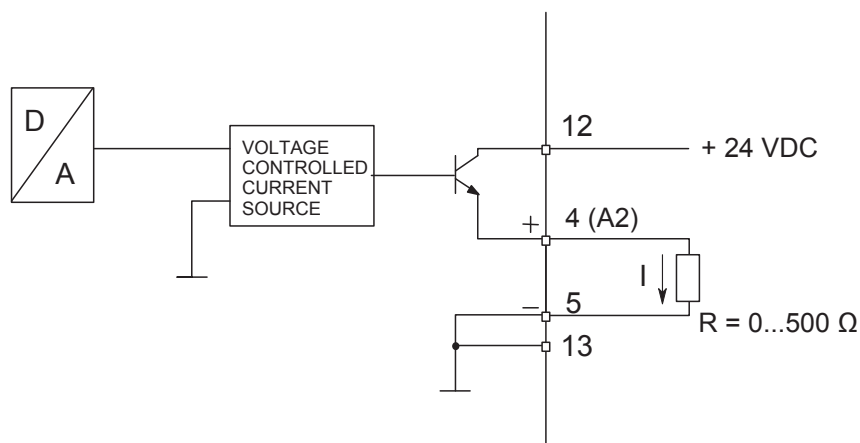 D
A
VOLTAGE
CONTROLLED
CURRENT
SOURCE
12
+ 24 VDC
+
4 (A2)
I
−
5
R = 0...500 Ω
13